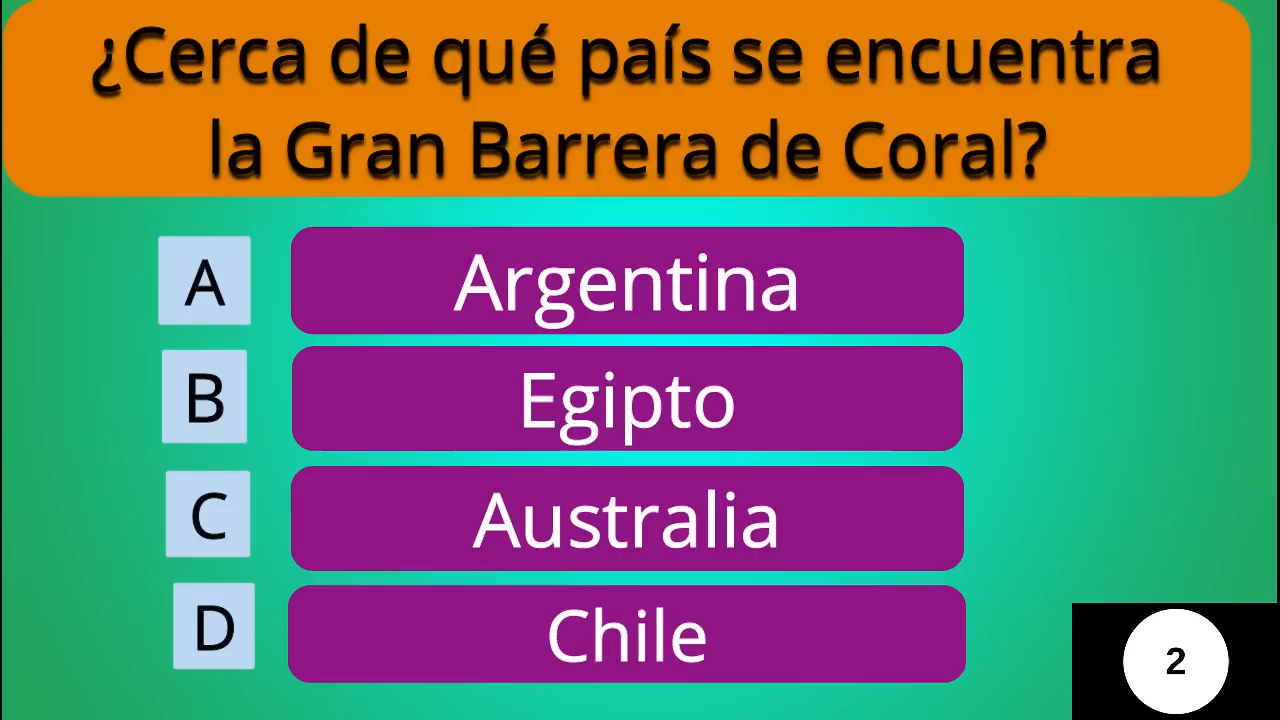 ¿Cerca de qué país se encuentra
la Gran Barrera de Coral?
A Argentina
B Egipto
C Australia
D Chile
2